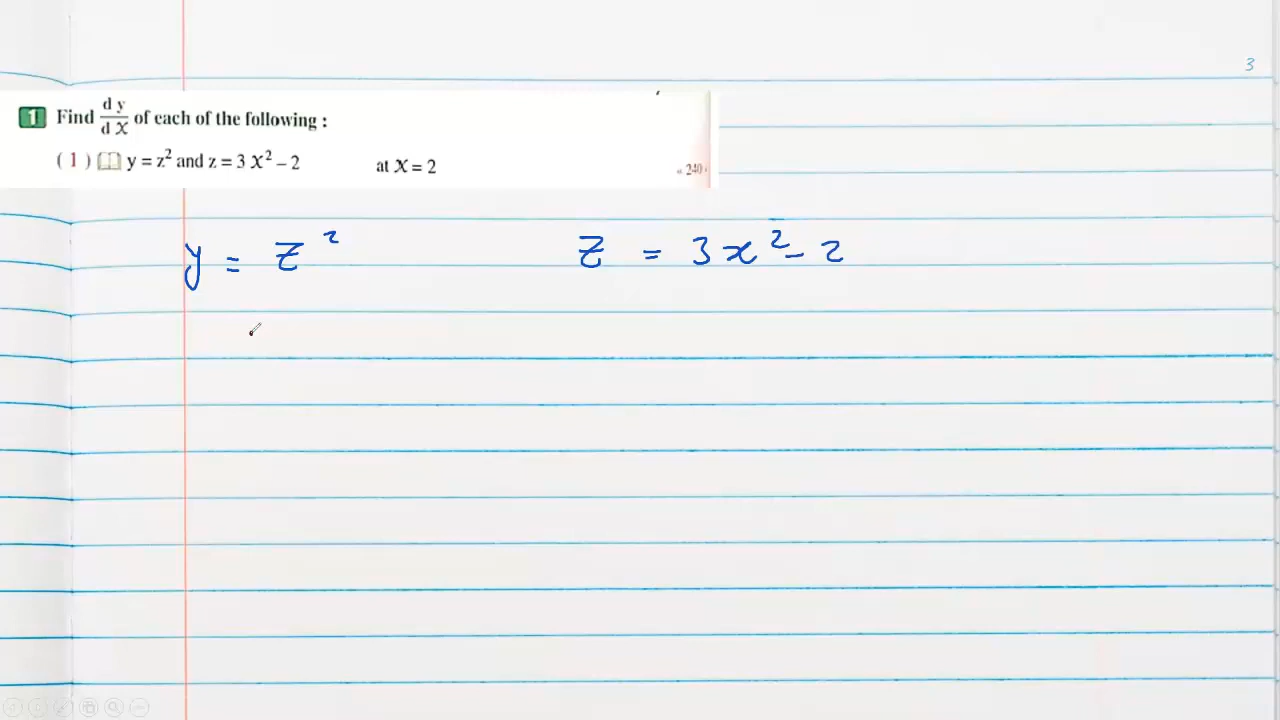 3
1 Find dy/dx of each of the following :
( 1 ) y = z² and z = 3 x² – 2 at x = 2 « 240 »
y = z² z = 3x² – 2